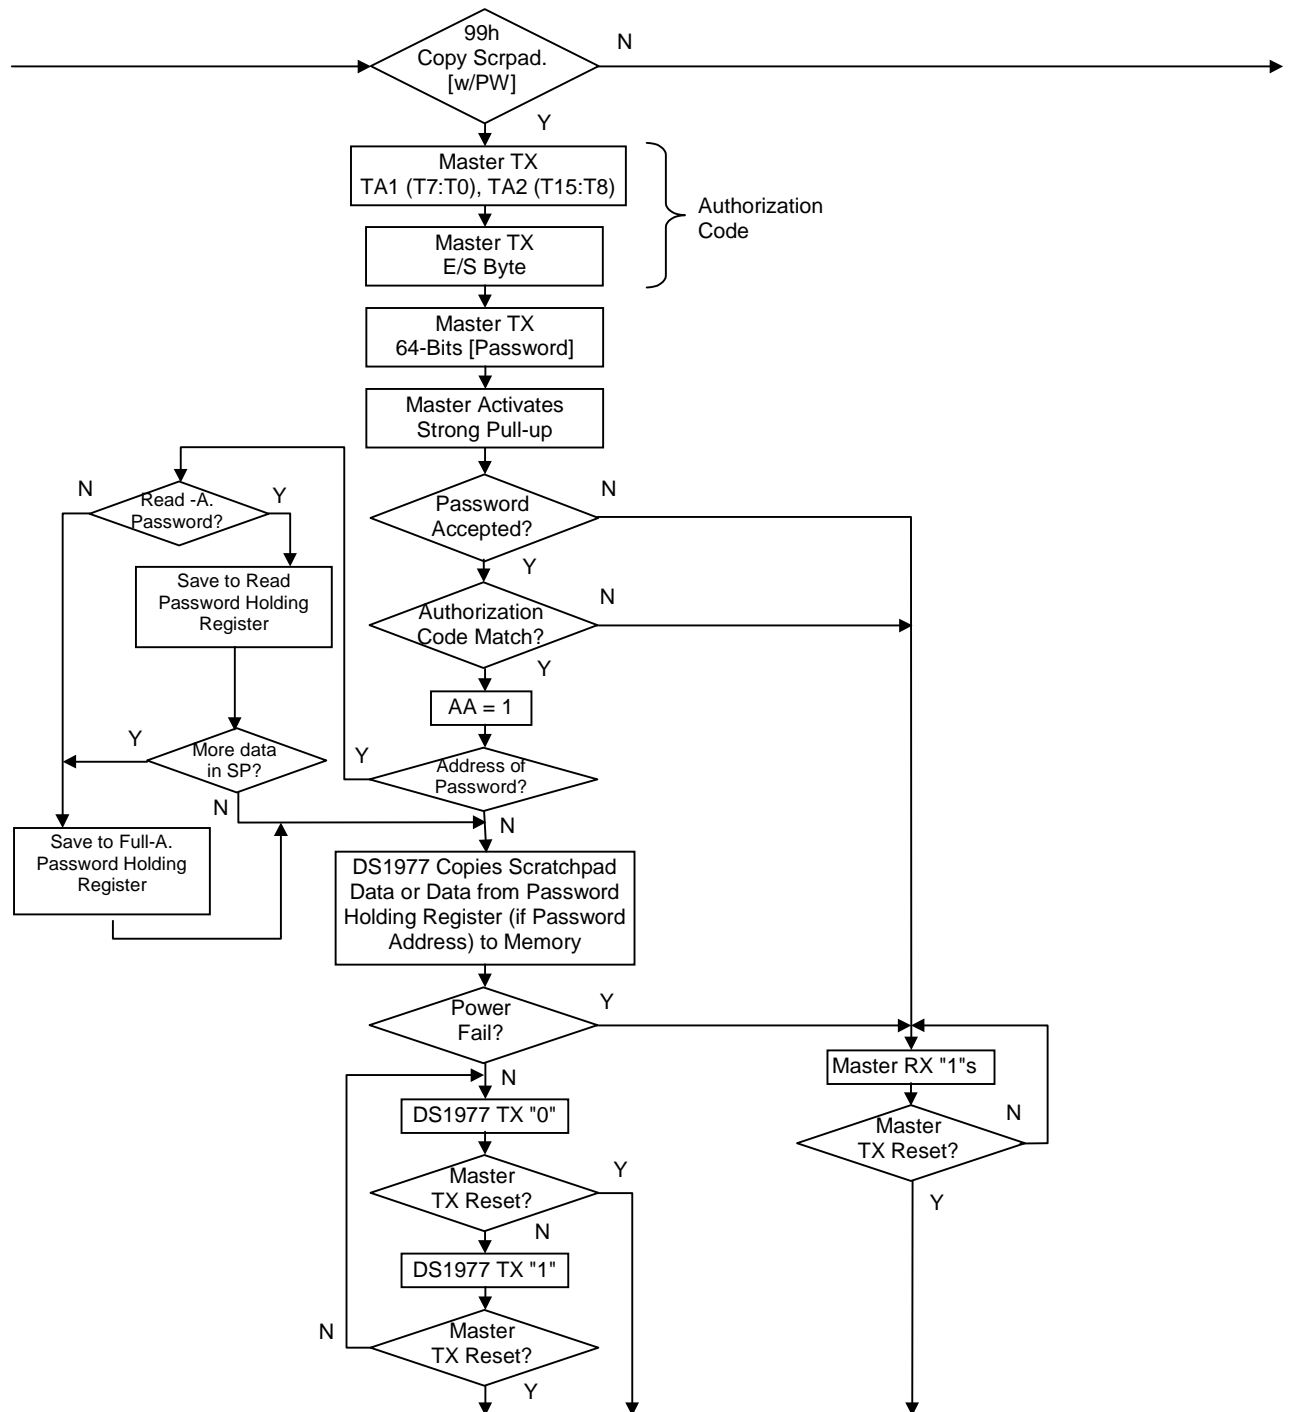 99h
Copy Scrpad.
[w/PW]
N
Y
Master TX
TA1 (T7:T0), TA2 (T15:T8)
Authorization
Code
Master TX
E/S Byte
Master TX
64-Bits [Password]
Master Activates
Strong Pull-up
N
Read -A.
Password?
Y
Password
Accepted?
N
Y
Save to Read
Password Holding
Register
Authorization
Code Match?
N
Y
AA = 1
Y
More data
in SP?
N
Y
Address of
Password?
N
Save to Full-A.
Password Holding
Register
DS1977 Copies Scratchpad
Data or Data from Password
Holding Register (if Password
Address) to Memory
Power
Fail?
Y
N
Master RX "1"s
DS1977 TX "0"
Master
TX Reset?
N
Y
Master
TX Reset?
Y
N
DS1977 TX "1"
Master
TX Reset?
N
Y